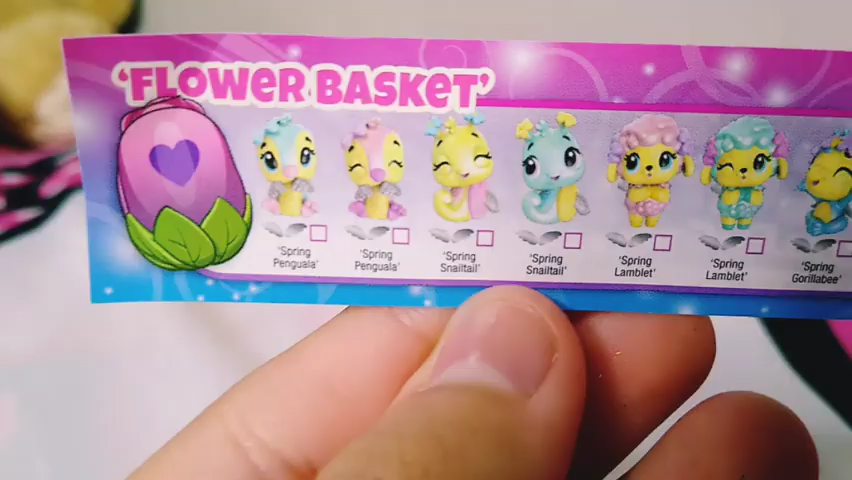 'FLOWER BASKET'
'Spring
Penguala'
'Spring
Penguala'
'Spring
Snailtail'
'Spring
Snailtail'
'Spring
Lamblet'
'Spring
Lamblet'
'Spring
Gorillabee'